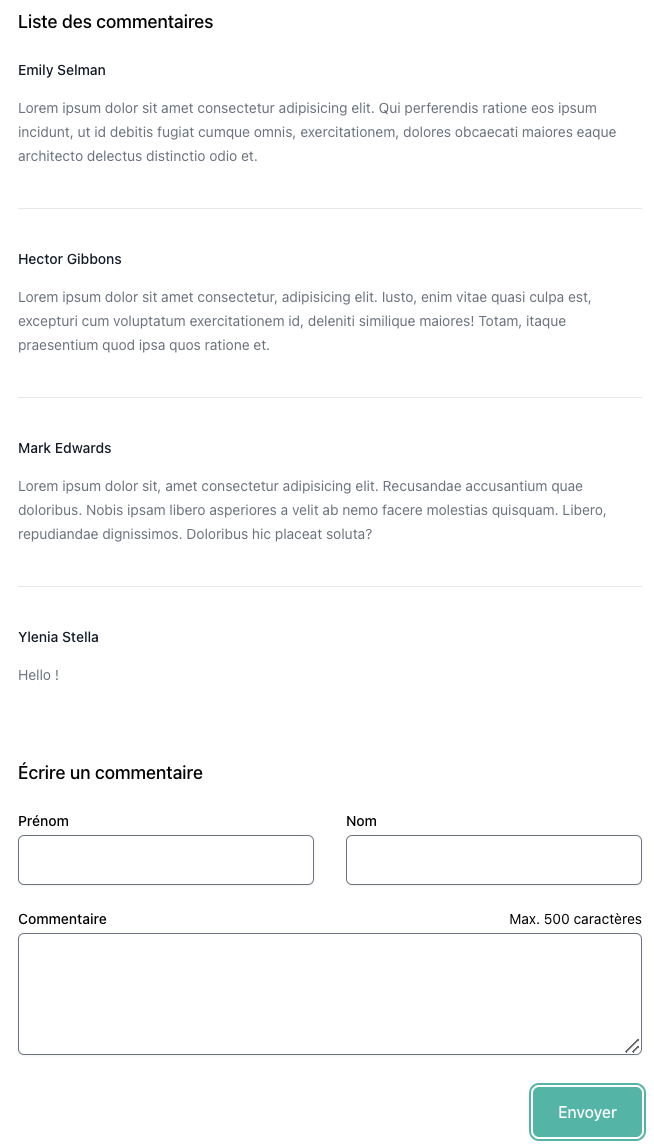 Liste des commentaires
Emily Selman
Lorem ipsum dolor sit amet consectetur adipisicing elit. Qui perferendis ratione eos ipsum
incidunt, ut id debitis fugiat cumque omnis, exercitationem, dolores obcaecati maiores eaque
architecto delectus distinctio odio et.
Hector Gibbons
Lorem ipsum dolor sit amet consectetur, adipisicing elit. Iusto, enim vitae quasi culpa est,
excepturi cum voluptatum exercitationem id, deleniti similique maiores! Totam, itaque
praesentium quod ipsa quos ratione et.
Mark Edwards
Lorem ipsum dolor sit, amet consectetur adipisicing elit. Recusandae accusantium quae
doloribus. Nobis ipsam libero asperiores a velit ab nemo facere molestias quisquam. Libero,
repudiandae dignissimos. Doloribus hic placeat soluta?
Ylenia Stella
Hello !
Écrire un commentaire
Prénom
Nom
Commentaire
Max. 500 caractères
Envoyer